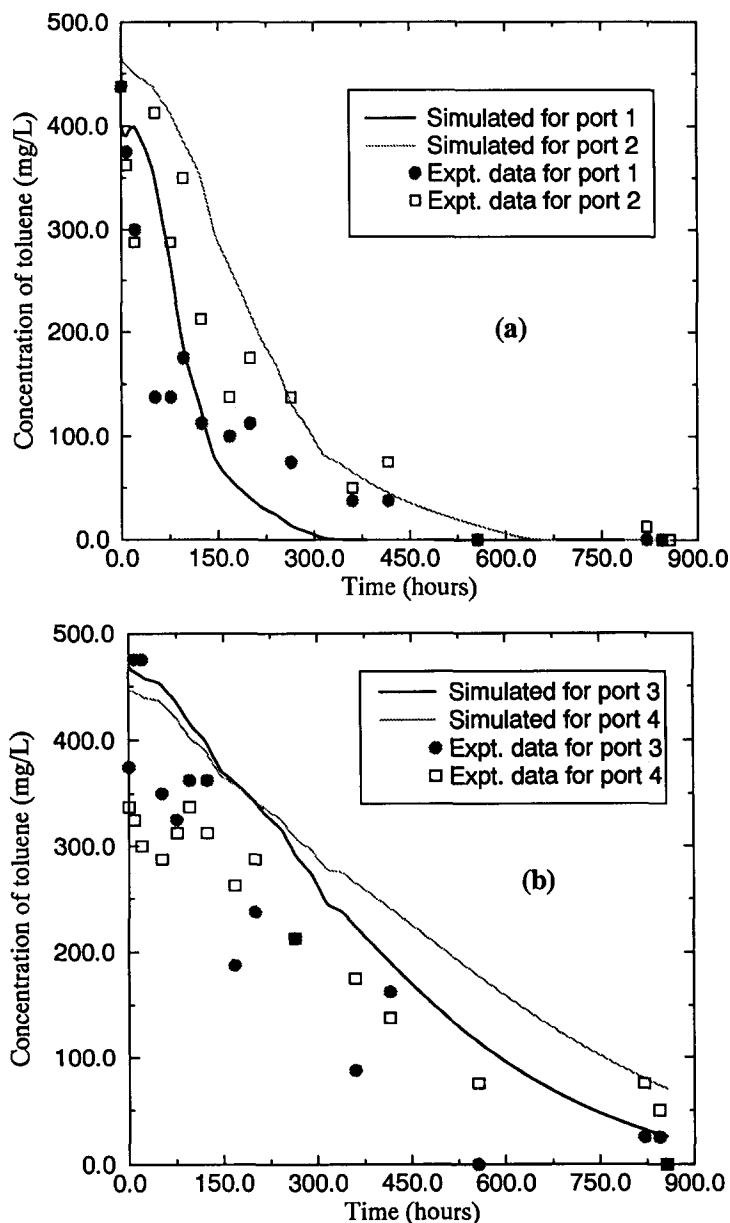 500.0
400.0
300.0
200.0
100.0
0.0
Concentration of toluene (mg/L)
Simulated for port 1
Simulated for port 2
Expt. data for port 1
Expt. data for port 2
(a)
0.0 150.0 300.0 450.0 600.0 750.0 900.0
Time (hours)
500.0
400.0
300.0
200.0
100.0
0.0
Concentration of toluene (mg/L)
Simulated for port 3
Simulated for port 4
Expt. data for port 3
Expt. data for port 4
(b)
0.0 150.0 300.0 450.0 600.0 750.0 900.0
Time (hours)